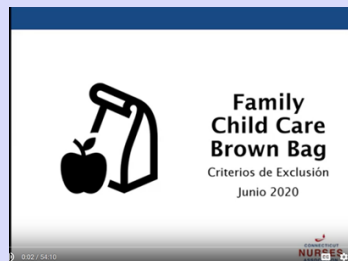 Family
Child Care
Brown Bag
Criterios de Exclusión
Junio 2020
CONNECTICUT
NURSES
0:02 / 54:10